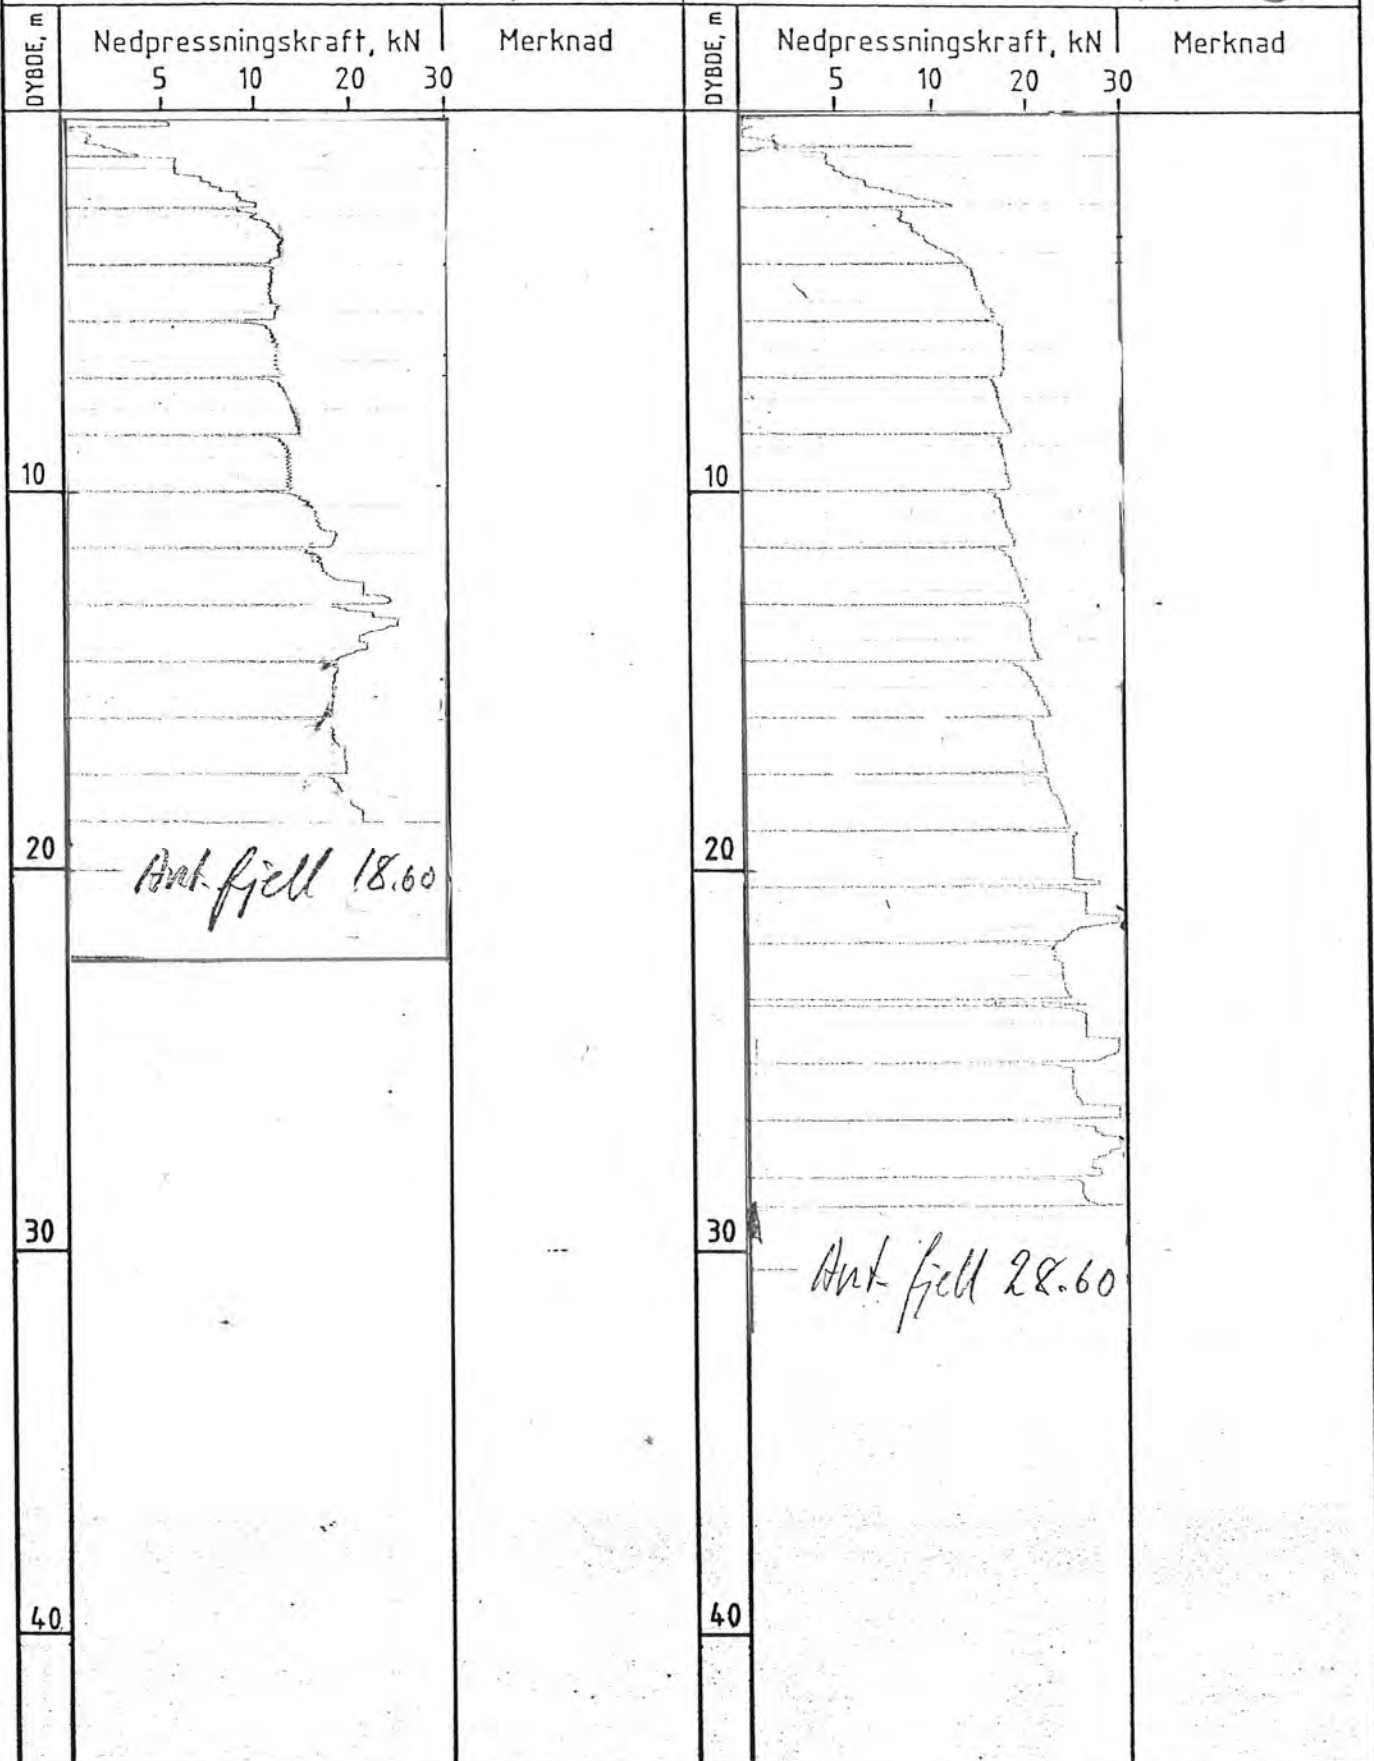 DYBDE, m
Nedpressningskraft, kN
Merknad
5 10 20 30
10
20
Ant. fjell 18.60
30
40
DYBDE, m
Nedpressningskraft, kN
Merknad
5 10 20 30
10
20
30
Ant. fjell 28.60
40